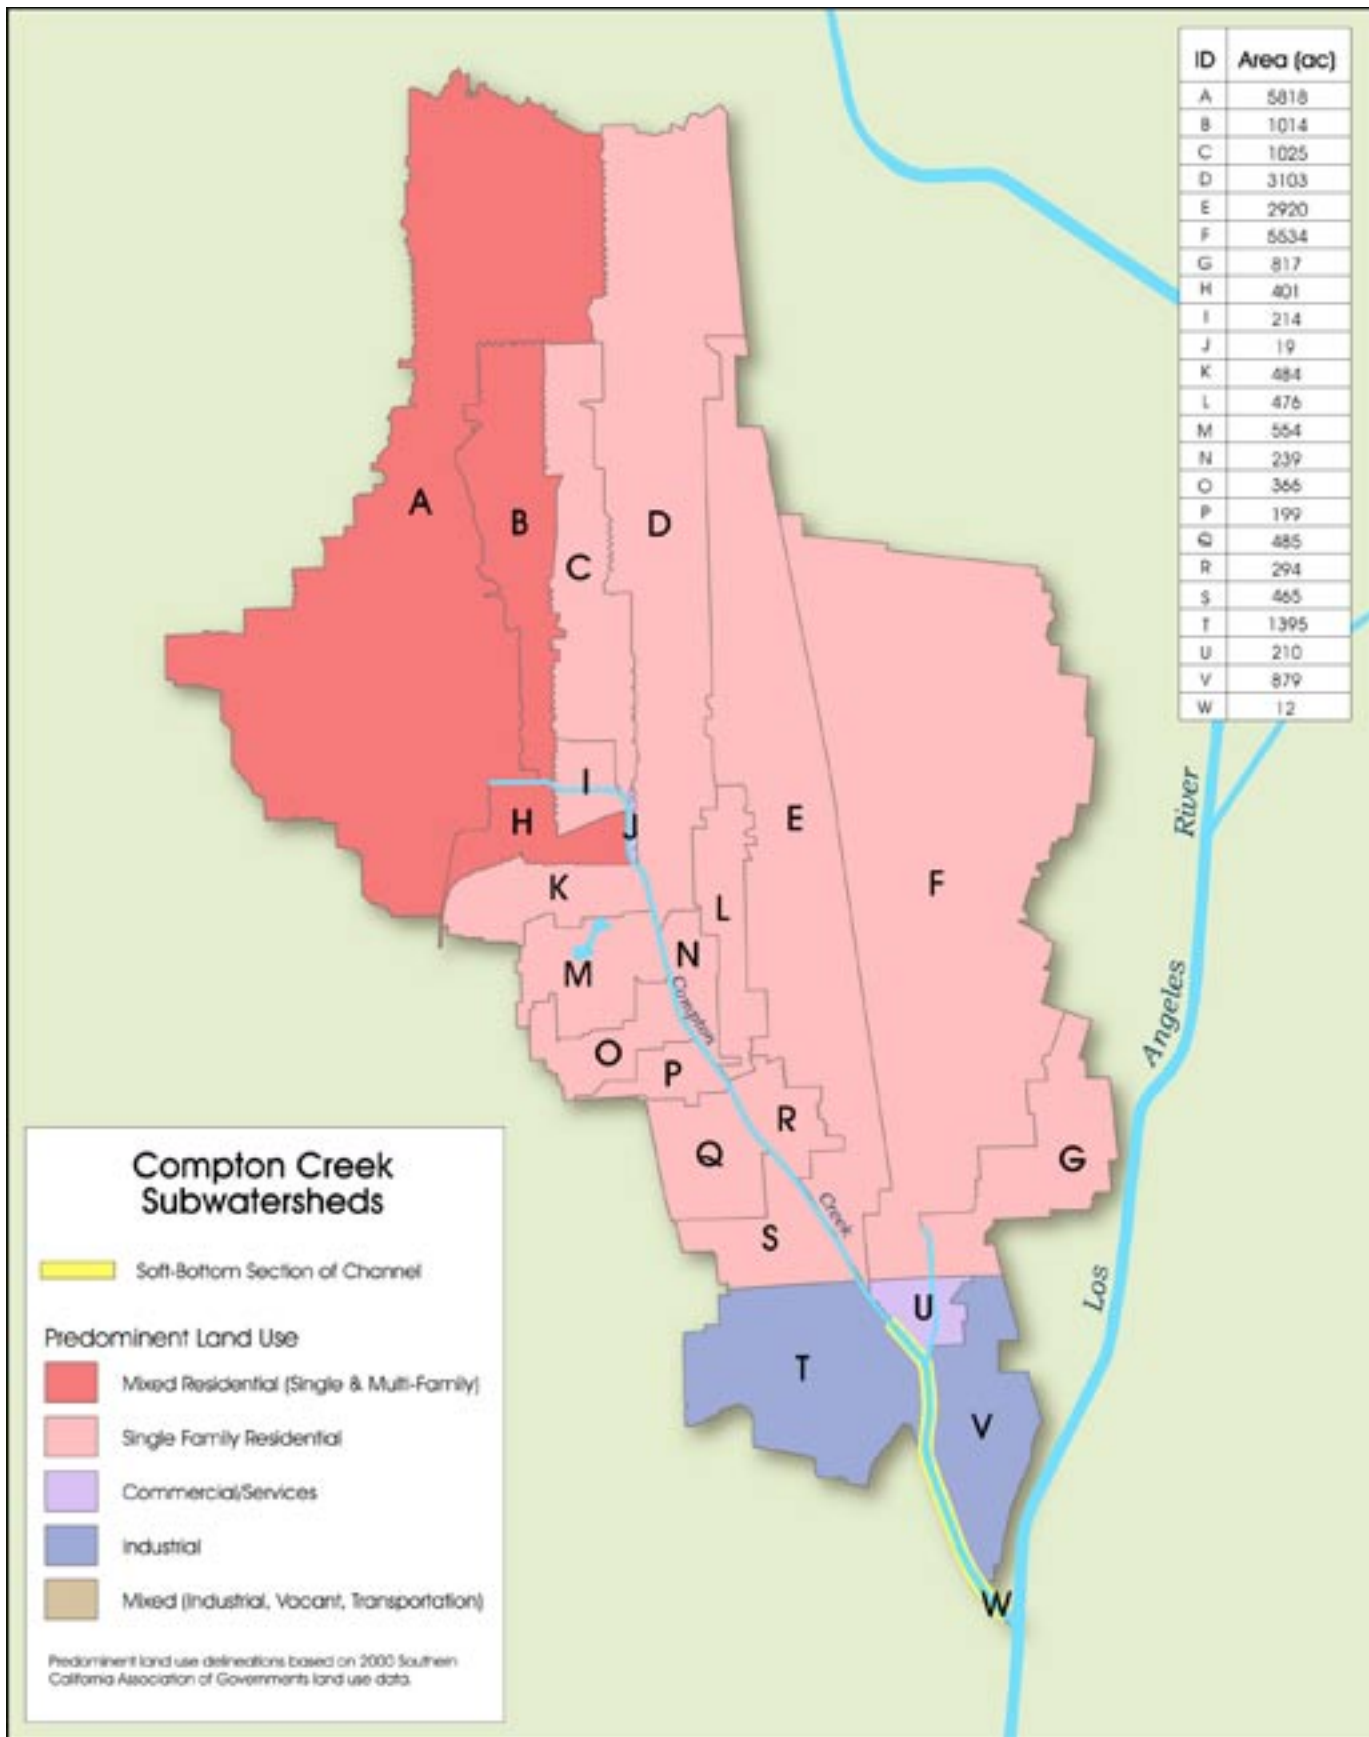 ID Area (ac)
A 5818
B 1014
C 1025
D 3103
E 2920
F 5534
G 817
H 401
I 214
J 19
K 484
L 476
M 554
N 239
O 366
P 199
Q 485
R 294
S 465
T 1395
U 210
V 879
W 12
A
B
C
D
E
F
G
H
I
J
K
L
M
N
O
P
Q
R
S
T
U
V
W
Compton
Creek
Los
Angeles
River
Compton Creek
Subwatersheds
Soft-Bottom Section of Channel
Predominent Land Use
Mixed Residential (Single & Multi-Family)
Single Family Residential
Commercial/Services
Industrial
Mixed (Industrial, Vacant, Transportation)
Predominent land use delineations based on 2000 Southern
California Association of Governments land use data.